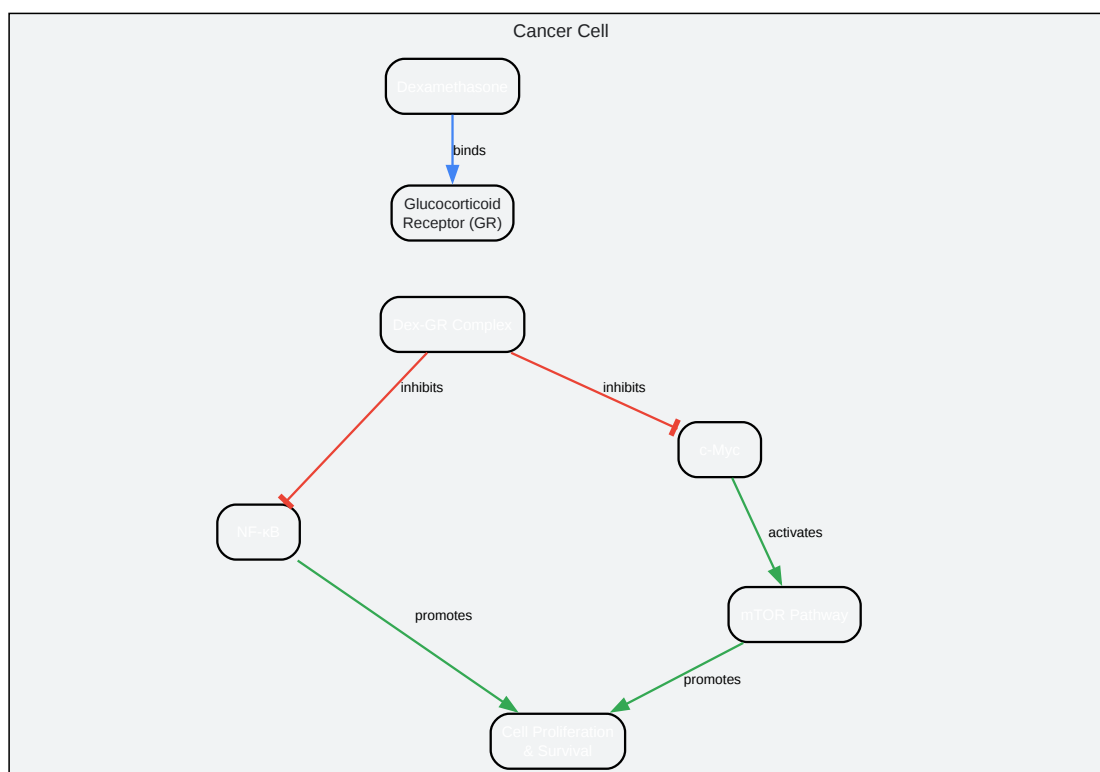 Cancer Cell
Dexamethasone
binds
Glucocorticoid
Receptor (GR)
Dex-GR Complex
inhibits
inhibits
c-Myc
NF-κB
activates
promotes
mTOR Pathway
promotes
Cell Proliferation
& Survival